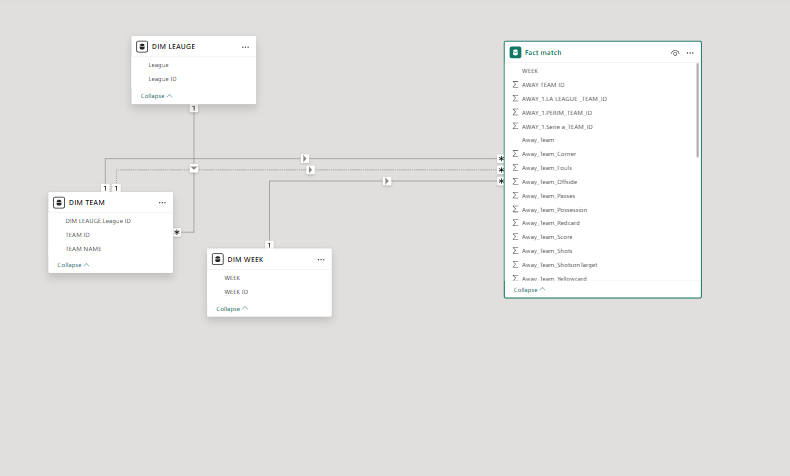 DIM LEAUGE
League
League ID
Collapse
1
1 1
DIM TEAM
DIM LEAUGE.League ID
TEAM ID
TEAM NAME
Collapse
*
1
DIM WEEK
WEEK
WEEK ID
Collapse
*
*
*
Fact match
WEEK
AWAY TEAM ID
AWAY_1.LA LEAGUE _TEAM_ID
AWAY_1.PERIM_TEAM_ID
AWAY_1.Serie a_TEAM_ID
Away_Team
Away_Team_Corner
Away_Team_Fouls
Away_Team_Offside
Away_Team_Passes
Away_Team_Possession
Away_Team_Redcard
Away_Team_Score
Away_Team_Shots
Away_Team_ShotsonTarget
Away_Team_Yellowcard
Collapse